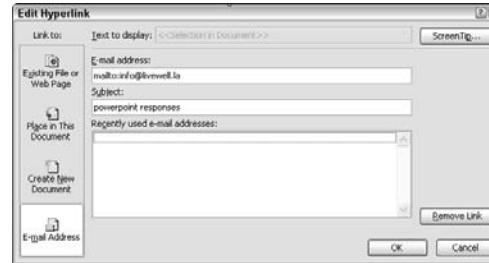 Edit Hyperlink
Link to:
Text to display: <<Selection in Document>>
ScreenTip...
Existing File or
Web Page
E-mail address:
mailto:info@livewell.la
Subject:
powerpoint responses
Place in This
Document
Recently used e-mail addresses:
Create New
Document
E-mail Address
Remove Link
OK
Cancel